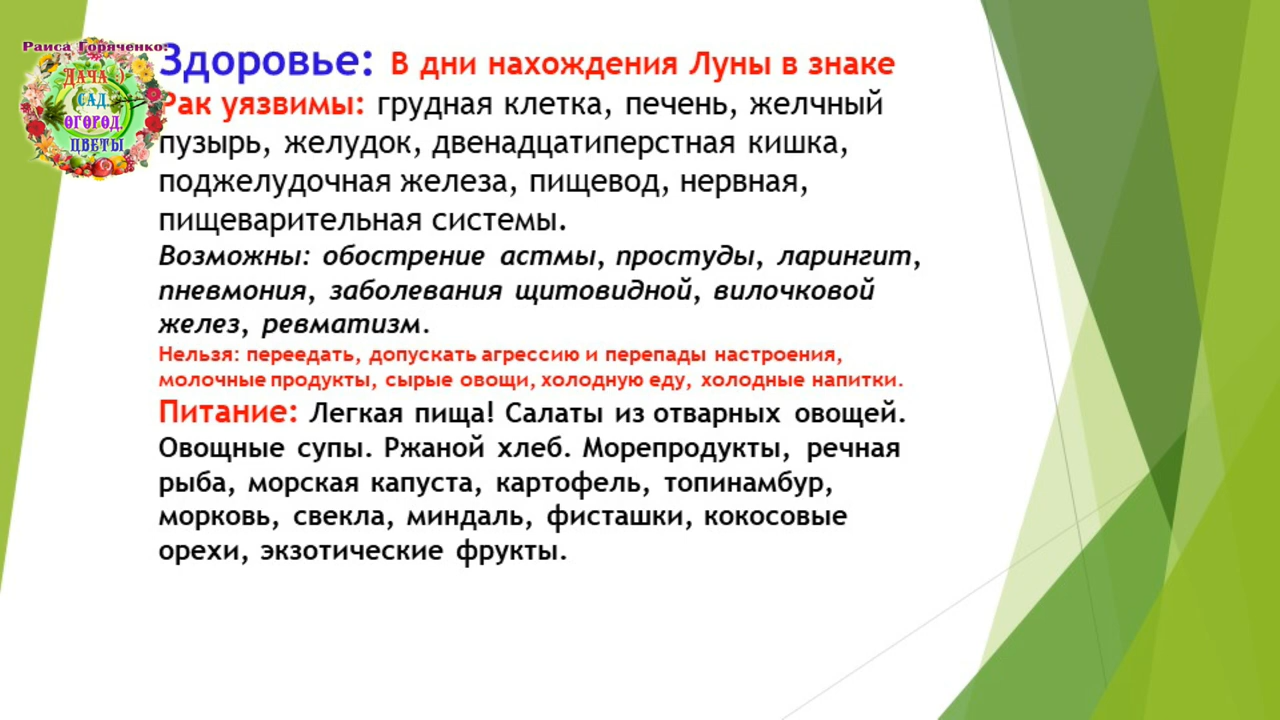 Раиса Горяченко.
ДАЧА :)
САД.
ОГОРОД.
ЦВЕТЫ
Здоровье: В дни нахождения Луны в знаке
Рак уязвимы: грудная клетка, печень, желчный
пузырь, желудок, двенадцатиперстная кишка,
поджелудочная железа, пищевод, нервная,
пищеварительная системы.
Возможны: обострение астмы, простуды, ларингит,
пневмония, заболевания щитовидной, вилочковой
желез, ревматизм.
Нельзя: переедать, допускать агрессию и перепады настроения,
молочные продукты, сырые овощи, холодную еду, холодные напитки.
Питание: Легкая пища! Салаты из отварных овощей.
Овощные супы. Ржаной хлеб. Морепродукты, речная
рыба, морская капуста, картофель, топинамбур,
морковь, свекла, миндаль, фисташки, кокосовые
орехи, экзотические фрукты.